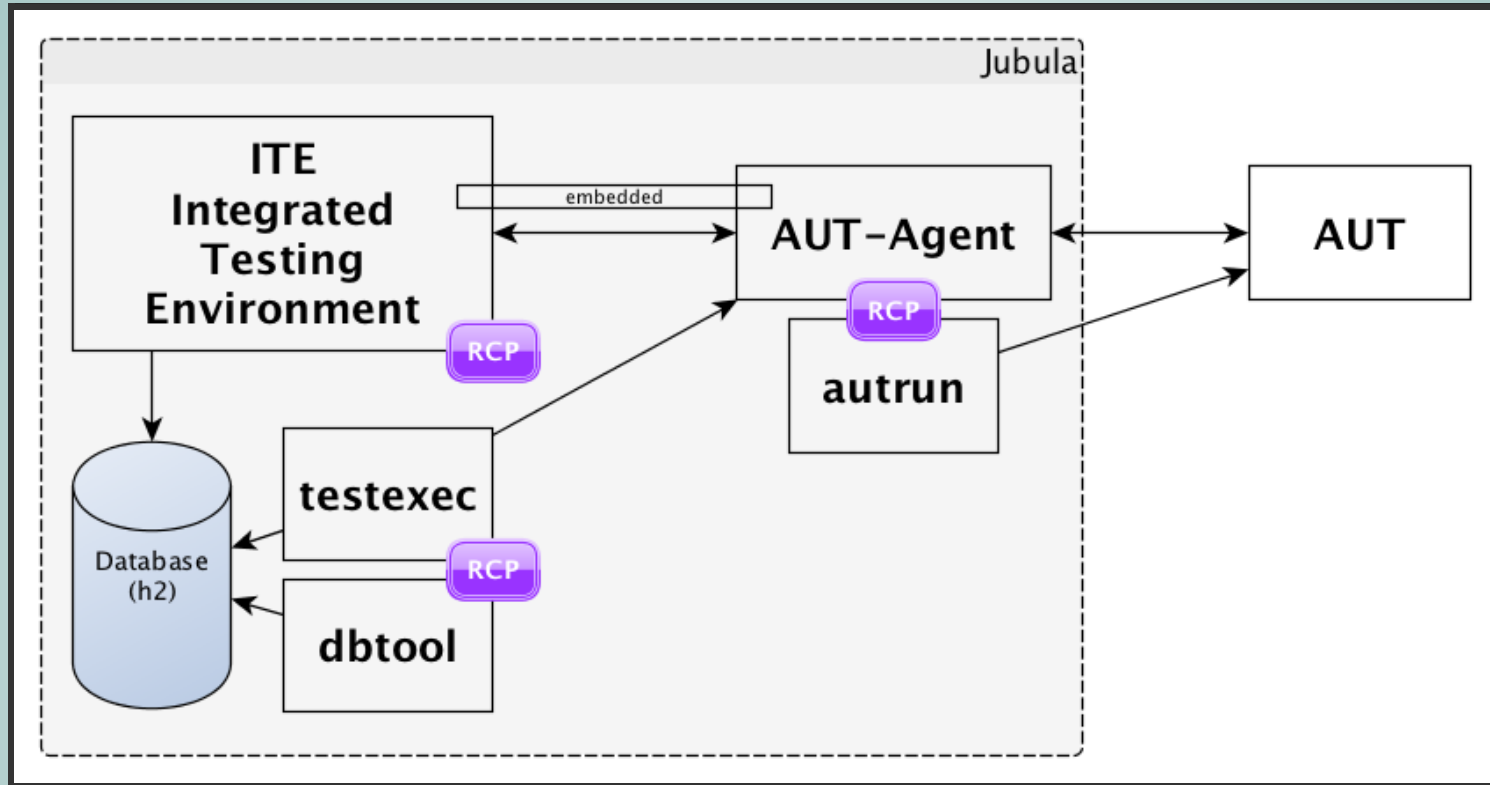 Jubula
ITE
Integrated
Testing
Environment
embedded
AUT-Agent
AUT
RCP
RCP
autrun
testexec
Database
(h2)
RCP
dbtool